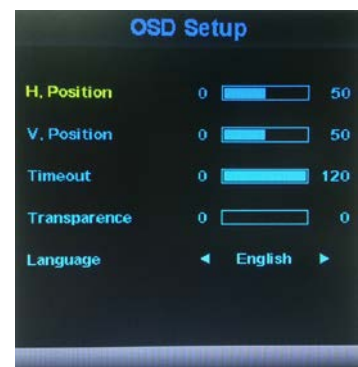 OSD Setup
H. Position 0 50
V. Position 0 50
Timeout 0 120
Transparence 0 0
Language ◄ English ►